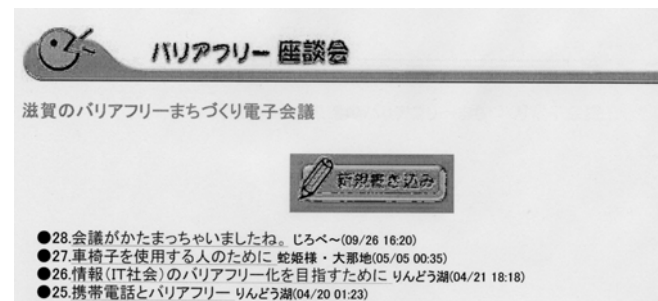 バリアフリー 座談会
滋賀のバリアフリーまちづくり電子会議
新規書き込み
●28.会議がかたまっちゃいましたね。じろべ～(09/26 16:20)
●27.車椅子を使用する人のために 蛇姫様・大那地(05/05 00:35)
●26.情報(IT社会)のバリアフリー化を目指すために りんどう湖(04/21 18:18)
●25.携帯電話とバリアフリー りんどう湖(04/20 01:23)